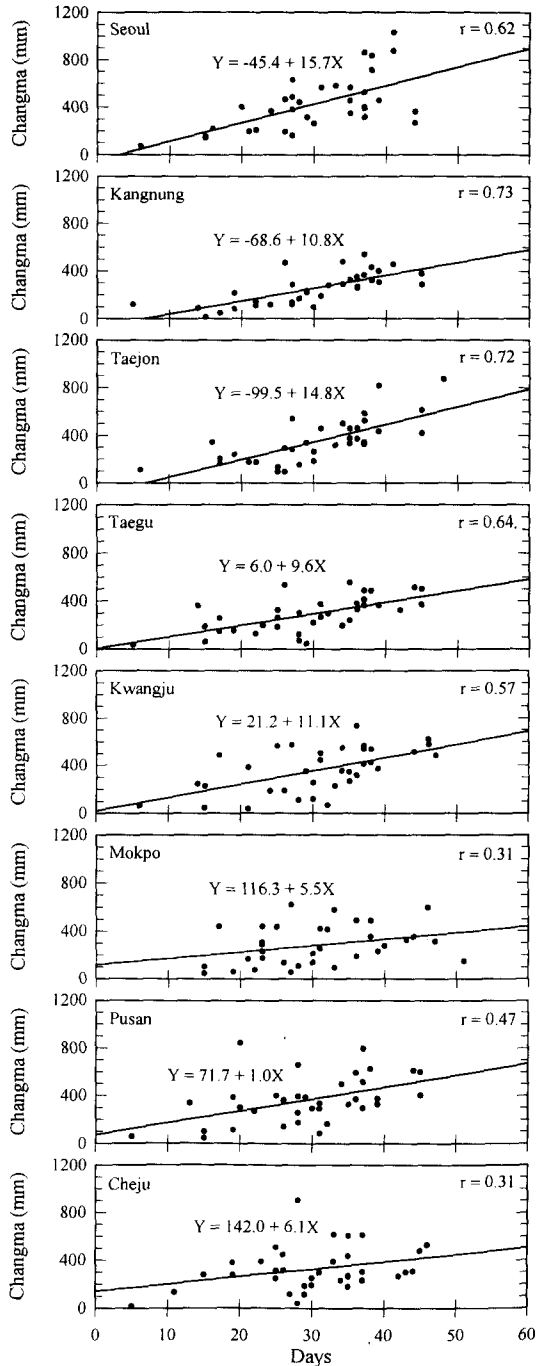 1200
Seoul
r = 0.62
Y = -45.4 + 15.7X
800
400
0
Changma (mm)
1200
Kangnung
r = 0.73
Y = -68.6 + 10.8X
800
400
0
Changma (mm)
1200
Taejon
r = 0.72
Y = -99.5 + 14.8X
800
400
0
Changma (mm)
1200
Taegu
r = 0.64
Y = 6.0 + 9.6X
800
400
0
Changma (mm)
1200
Kwangju
r = 0.57
Y = 21.2 + 11.1X
800
400
0
Changma (mm)
1200
Mokpo
r = 0.31
Y = 116.3 + 5.5X
800
400
0
Changma (mm)
1200
Pusan
r = 0.47
Y = 71.7 + 1.0X
800
400
0
Changma (mm)
1200
Cheju
r = 0.31
Y = 142.0 + 6.1X
800
400
0
Changma (mm)
0 10 20 30 40 50 60
Days